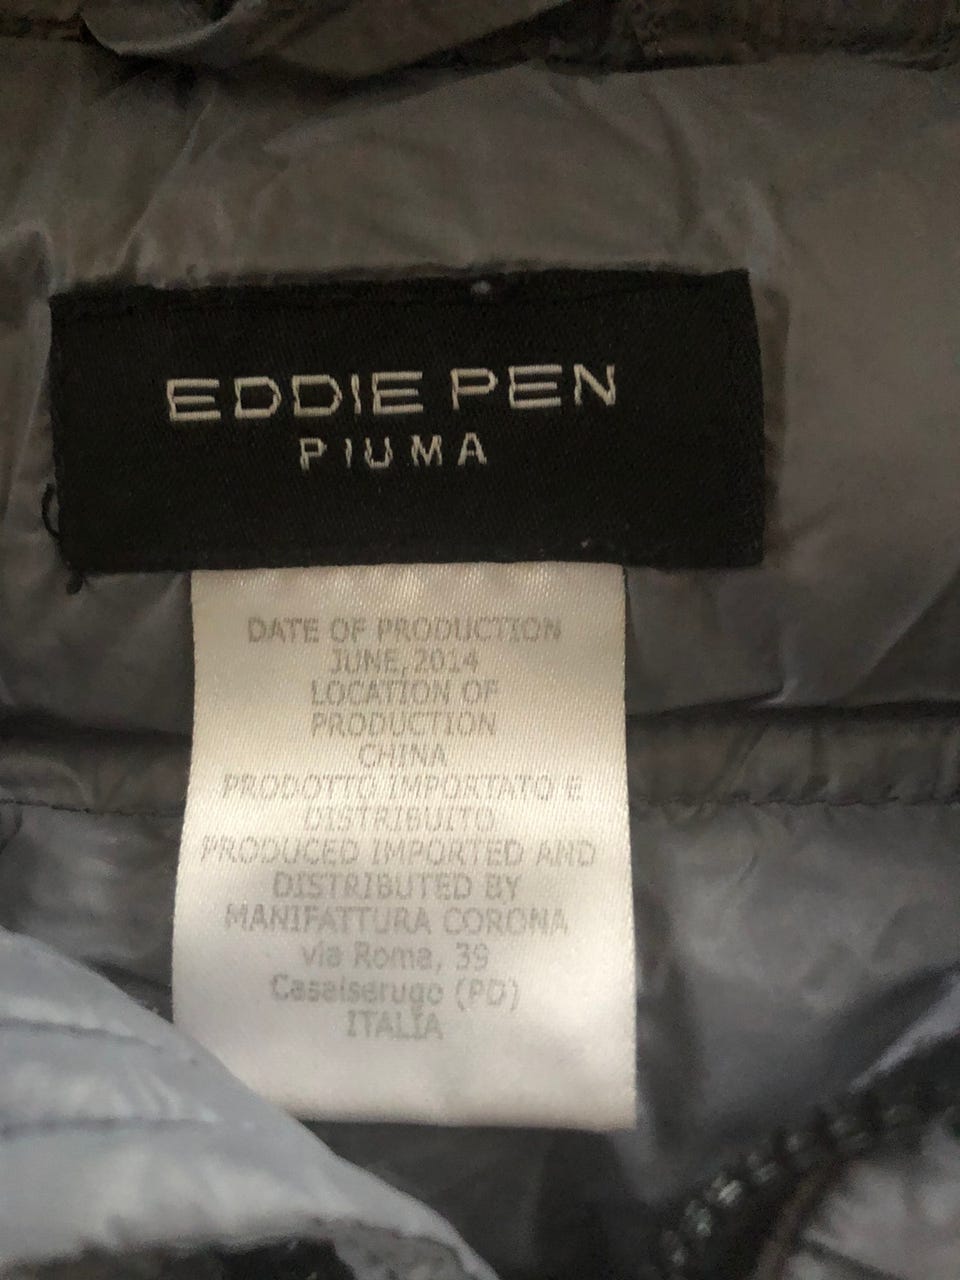 EDDIE PEN
PIUMA
DATE OF PRODUCTION
JUNE, 2014
LOCATION OF
PRODUCTION
CHINA
PRODOTTO IMPORTATO E
DISTRIBUITO
PRODUCED IMPORTED AND
DISTRIBUTED BY
MANIFATTURA CORONA
via Roma, 39
Casalserugo (PD)
ITALIA